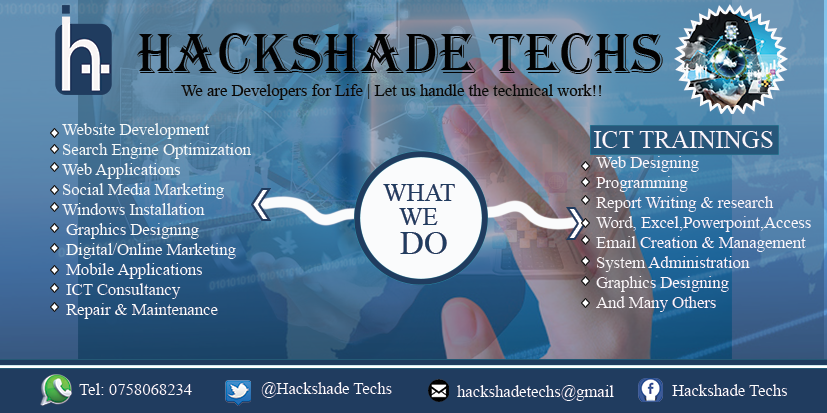 h.
HACKSHADE TECHS
We are Developers for Life | Let us handle the technical work!!
Website Development
Search Engine Optimization
Web Applications
Social Media Marketing
Windows Installation
Graphics Designing
Digital/Online Marketing
Mobile Applications
ICT Consultancy
Repair & Maintenance
WHAT
WE
DO
ICT TRAININGS
Web Designing
Programming
Report Writing & research
Word, Excel,Powerpoint,Access
Email Creation & Management
System Administration
Graphics Designing
And Many Others
Tel: 0758068234
@Hackshade Techs
hackshadetechs@gmail
Hackshade Techs